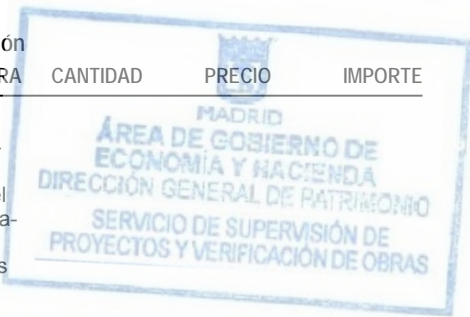 ón
RA CANTIDAD PRECIO IMPORTE
MADRID
ÁREA DE GOBIERNO DE
ECONOMÍA Y HACIENDA
el
DIRECCIÓN GENERAL DE PATRIMONIO
a-
SERVICIO DE SUPERVISIÓN DE
PROYECTOS Y VERIFICACIÓN DE OBRAS
s